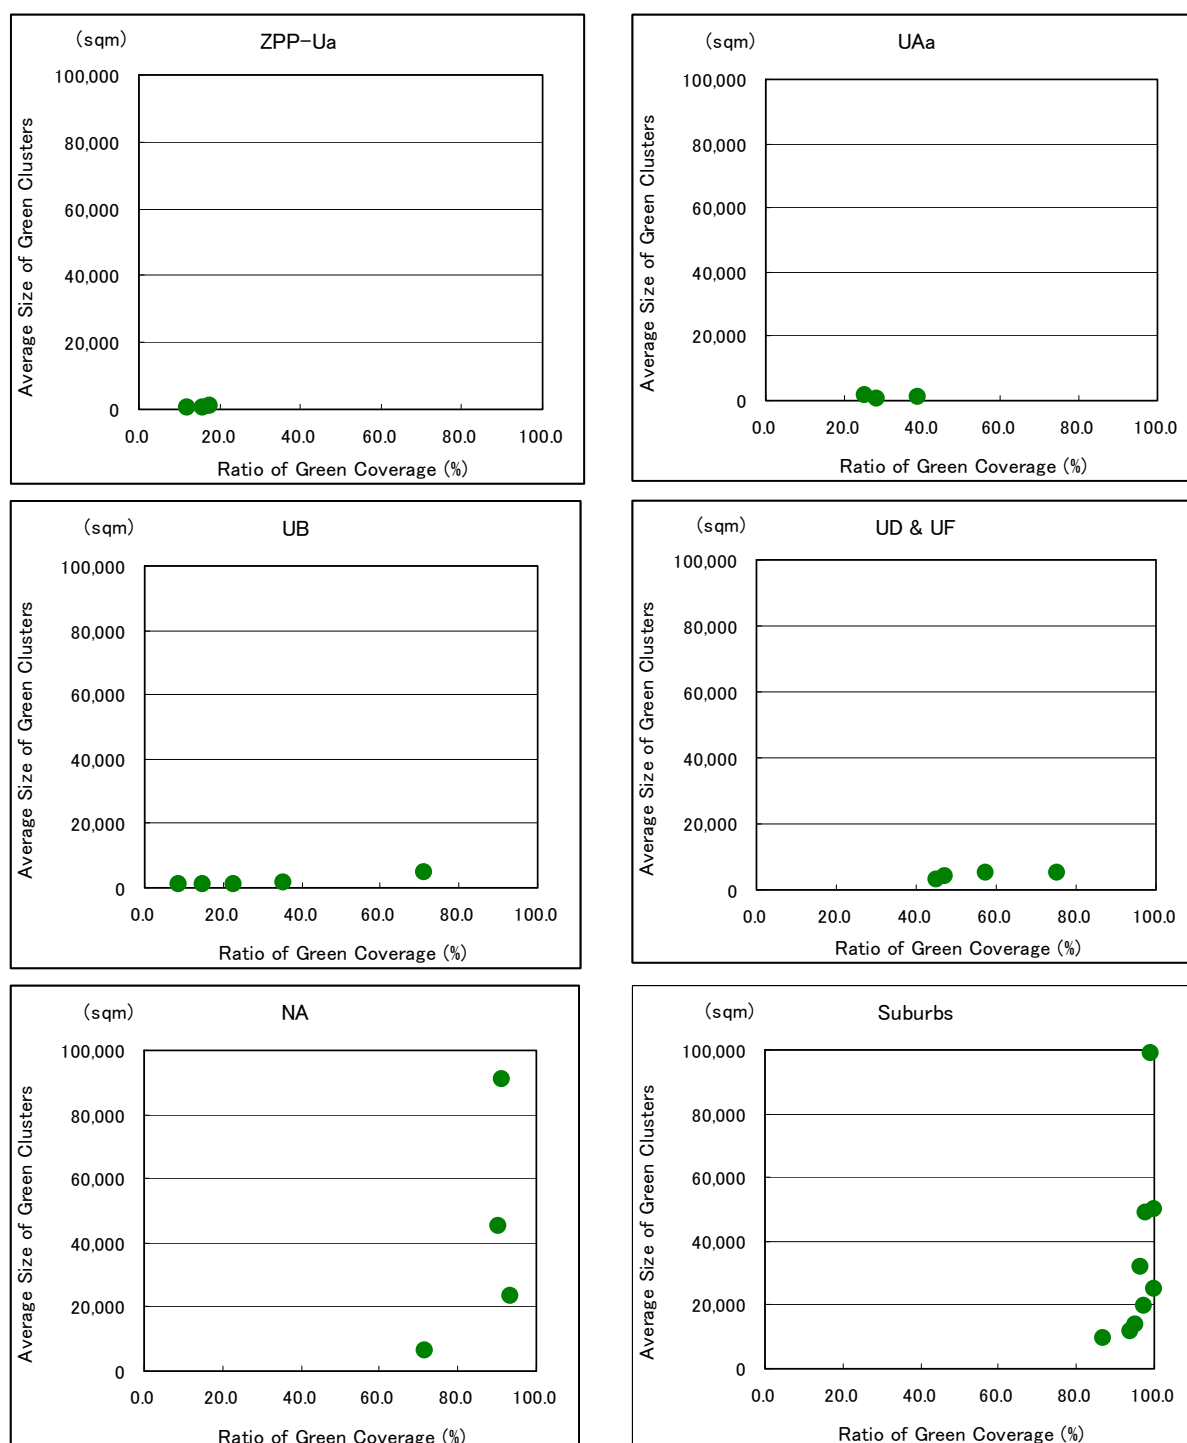 (sqm)
ZPP-Ua
100,000
80,000
60,000
40,000
20,000
0
0.0 20.0 40.0 60.0 80.0 100.0
Ratio of Green Coverage (%)
Average Size of Green Clusters
UAa
100,000
80,000
60,000
40,000
20,000
0
0.0 20.0 40.0 60.0 80.0 100.0
Ratio of Green Coverage (%)
Average Size of Green Clusters
(sqm)
UB
100,000
80,000
60,000
40,000
20,000
0
0.0 20.0 40.0 60.0 80.0 100.0
Ratio of Green Coverage (%)
Average Size of Green Clusters
(sqm)
UD & UF
(sqm)
100,000
80,000
60,000
40,000
20,000
0
0.0 20.0 40.0 60.0 80.0 100.0
Ratio of Green Coverage (%)
Average Size of Green Clusters
(sqm)
NA
100,000
80,000
60,000
40,000
20,000
0
0.0 20.0 40.0 60.0 80.0 100.0
Ratio of Green Coverage (%)
Average Size of Green Clusters
(sqm)
Suburbs
100,000
80,000
60,000
40,000
20,000
0
0.0 20.0 40.0 60.0 80.0 100.0
Ratio of Green Coverage (%)
Average Size of Green Clusters